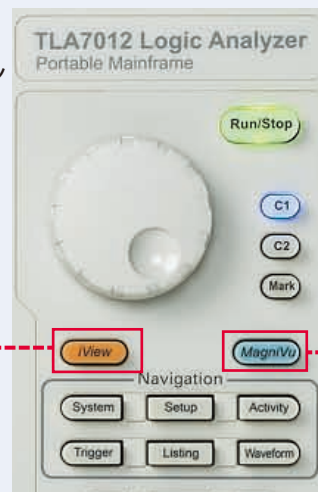 TLA7012 Logic Analyzer
Portable Mainframe
Run/Stop
C1
C2
Mark
iView
MagniVu
Navigation
System Setup Activity
Trigger Listing Waveform